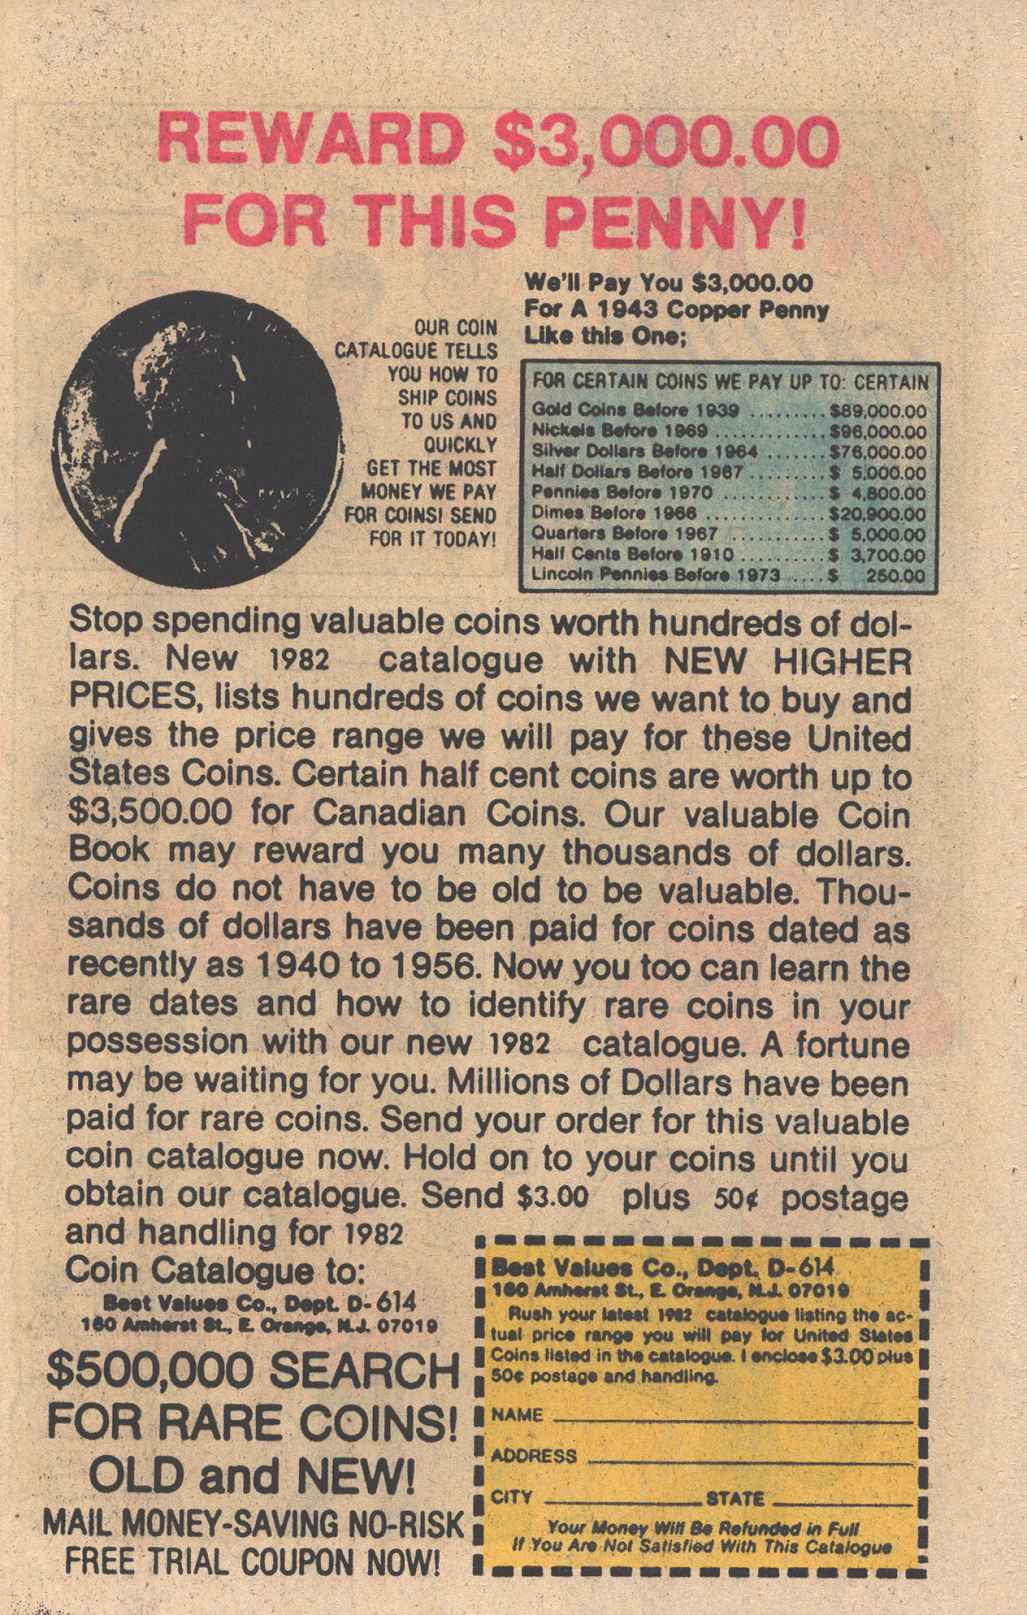 REWARD $3,000.00
FOR THIS PENNY!
We'll Pay You $3,000.00
For A 1943 Copper Penny
Like this One;
OUR COIN
CATALOGUE TELLS
YOU HOW TO
SHIP COINS
TO US AND
QUICKLY
GET THE MOST
MONEY WE PAY
FOR COINS! SEND
FOR IT TODAY!
FOR CERTAIN COINS WE PAY UP TO: CERTAIN
Gold Coins Before 1939 ......... $89,000.00
Nickels Before 1969 ............. $96,000.00
Silver Dollars Before 1964 ....... $76,000.00
Half Dollars Before 1967 ......... $ 5,000.00
Pennies Before 1970 ............ $ 4,800.00
Dimes Before 1966 .............. $20,900.00
Quarters Before 1967 ............ $ 5,000.00
Half Cents Before 1910 .......... $ 3,700.00
Lincoln Pennies Before 1973 .... $ 250.00
Stop spending valuable coins worth hundreds of dol-
lars. New 1982 catalogue with NEW HIGHER
PRICES, lists hundreds of coins we want to buy and
gives the price range we will pay for these United
States Coins. Certain half cent coins are worth up to
$3,500.00 for Canadian Coins. Our valuable Coin
Book may reward you many thousands of dollars.
Coins do not have to be old to be valuable. Thou-
sands of dollars have been paid for coins dated as
recently as 1940 to 1956. Now you too can learn the
rare dates and how to identify rare coins in your
possession with our new 1982 catalogue. A fortune
may be waiting for you. Millions of Dollars have been
paid for rare coins. Send your order for this valuable
coin catalogue now. Hold on to your coins until you
obtain our catalogue. Send $3.00 plus 50¢ postage
and handling for 1982
Coin Catalogue to:
Best Values Co., Dept. D-614
160 Amherst St., E. Orange, N.J. 07019
$500,000 SEARCH
FOR RARE COINS!
OLD and NEW!
MAIL MONEY-SAVING NO-RISK
FREE TRIAL COUPON NOW!
Best Values Co., Dept. D-614
160 Amherst St., E. Orange, N.J. 07019
Rush your latest 1982 catalogue listing the ac-
tual price range you will pay for United States
Coins listed in the catalogue. I enclose $3.00 plus
50¢ postage and handling.
NAME
ADDRESS
CITY STATE
Your Money Will Be Refunded in Full
If You Are Not Satisfied With This Catalogue